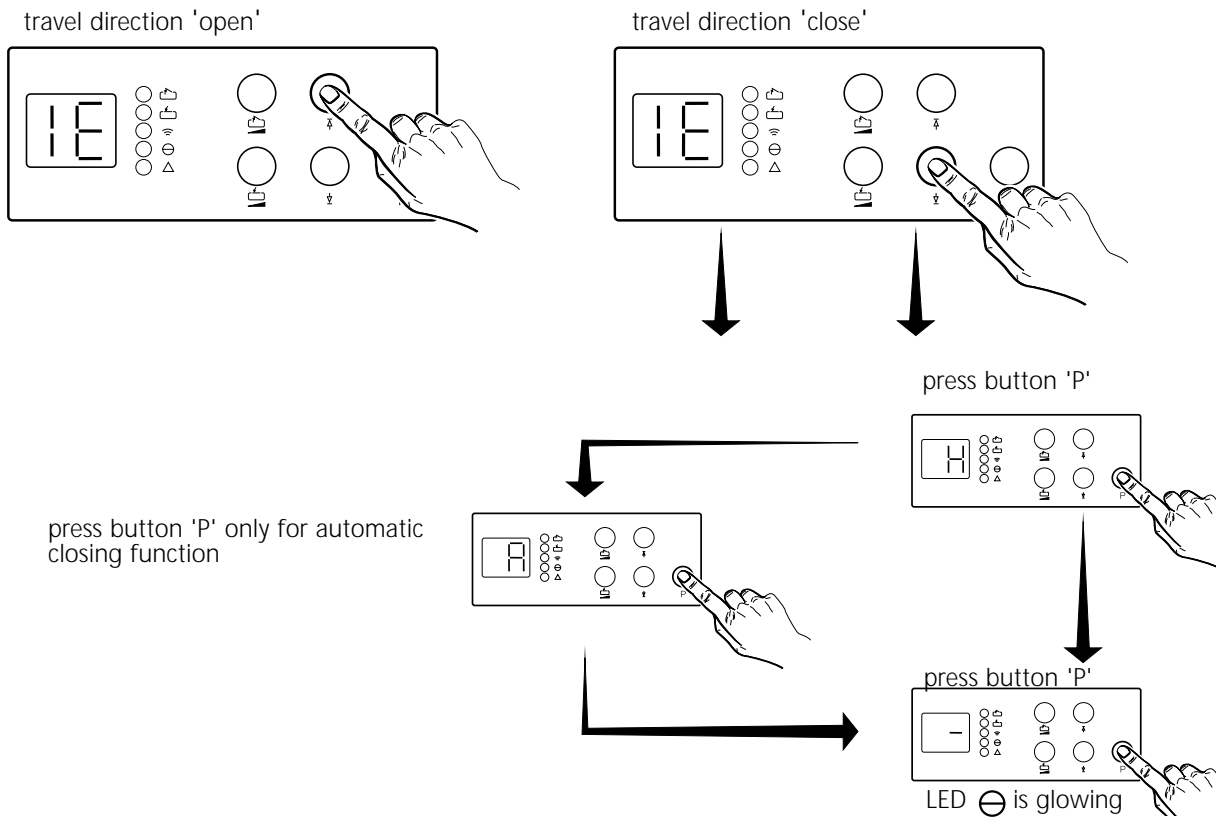 travel direction 'open'
travel direction 'close'
IE
IE
press button 'P'
H
P
press button 'P' only for automatic
closing function
A
P
press button 'P'
-
P
LED is glowing